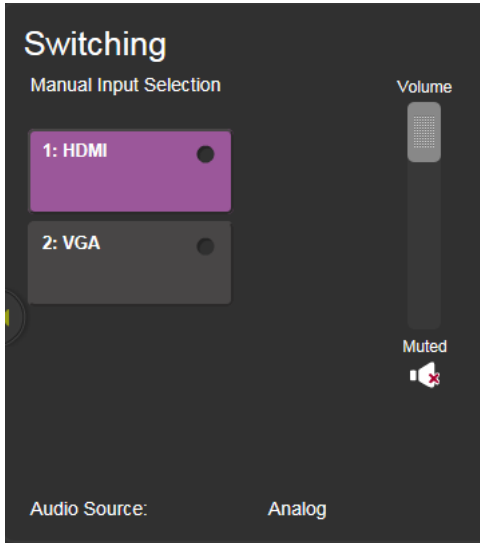 Switching
Manual Input Selection
Volume
1: HDMI
2: VGA
Muted
Audio Source: Analog